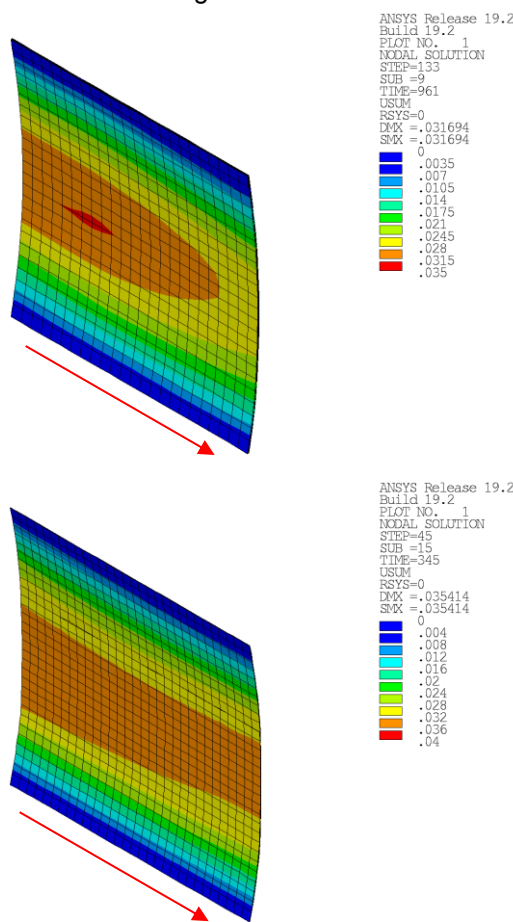 ANSYS Release 19.2
Build 19.2
PLOT NO. 1
NODAL SOLUTION
STEP=133
SUB =9
TIME=961
USUM
RSYS=0
DMX =.031694
SMX =.031694
0
.0035
.007
.0105
.014
.0175
.021
.0245
.028
.0315
.035
ANSYS Release 19.2
Build 19.2
PLOT NO. 1
NODAL SOLUTION
STEP=45
SUB =15
TIME=345
USUM
RSYS=0
DMX =.035414
SMX =.035414
0
.004
.008
.012
.016
.02
.024
.028
.032
.036
.04